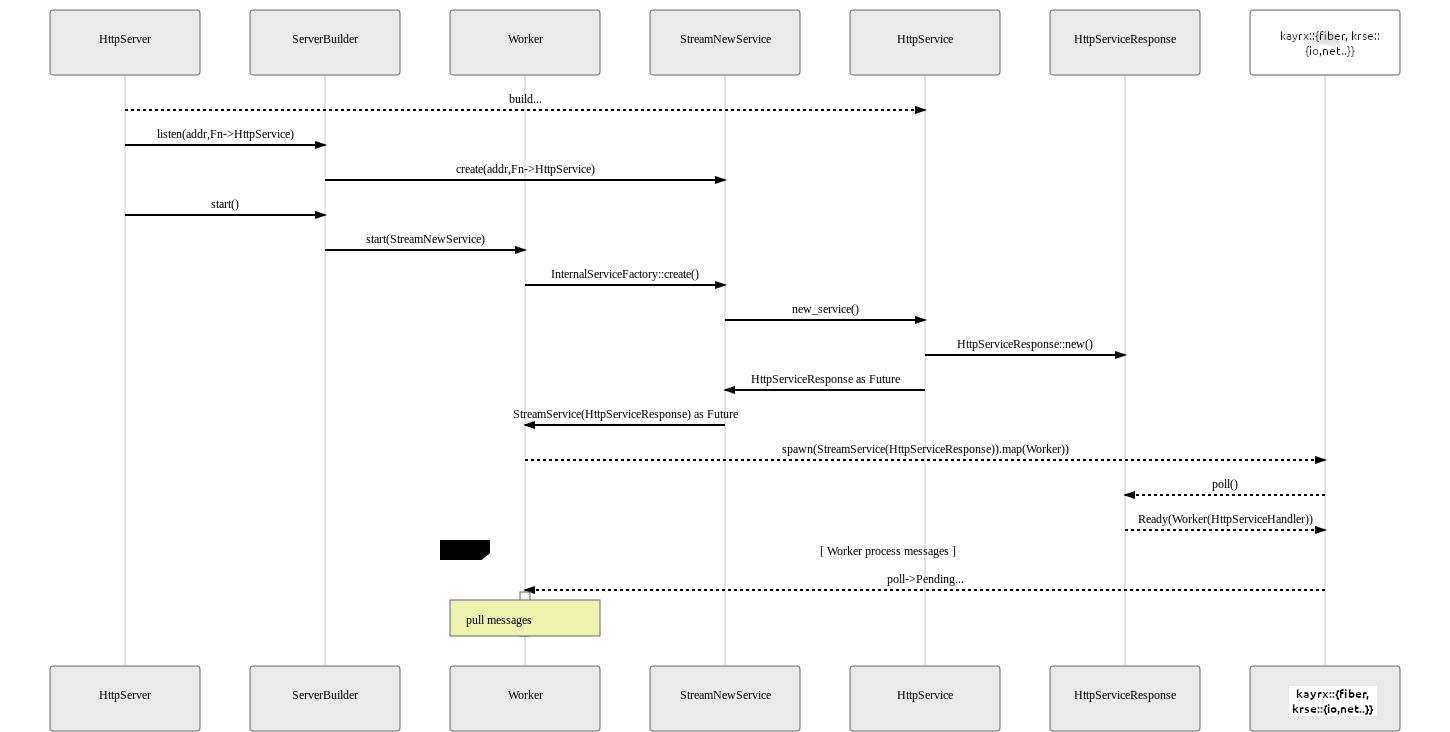 HttpServer
ServerBuilder
Worker
StreamNewService
HttpService
HttpServiceResponse
kayrx::{fiber, krse::
{io,net..}}
build...
listen(addr,Fn->HttpService)
create(addr,Fn->HttpService)
start()
start(StreamNewService)
InternalServiceFactory::create()
new_service()
HttpServiceResponse::new()
HttpServiceResponse as Future
StreamService(HttpServiceResponse) as Future
spawn(StreamService(HttpServiceResponse)).map(Worker))
poll()
Ready(Worker(HttpServiceHandler))
[ Worker process messages ]
poll->Pending...
pull messages
HttpServer
ServerBuilder
Worker
StreamNewService
HttpService
HttpServiceResponse
kayrx::{fiber,
krse::{io,net..}}